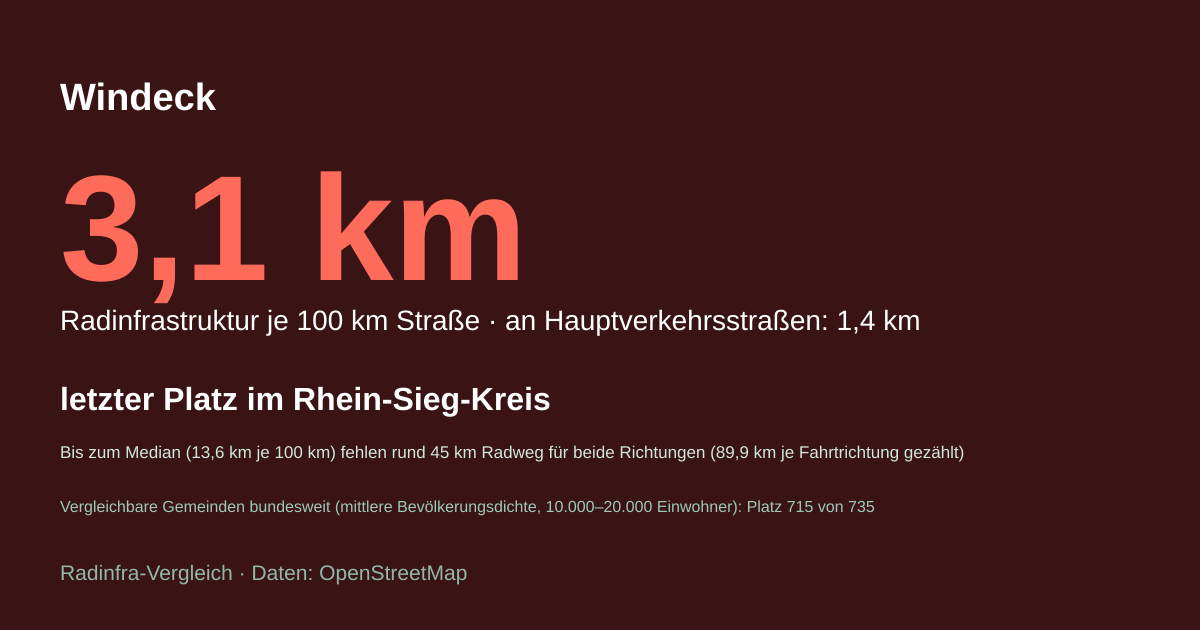 Windeck
3,1 km
Radinfrastruktur je 100 km Straße · an Hauptverkehrsstraßen: 1,4 km
letzter Platz im Rhein-Sieg-Kreis
Bis zum Median (13,6 km je 100 km) fehlen rund 45 km Radweg für beide Richtungen (89,9 km je Fahrtrichtung gezählt)
Vergleichbare Gemeinden bundesweit (mittlere Bevölkerungsdichte, 10.000–20.000 Einwohner): Platz 715 von 735
Radinfra-Vergleich · Daten: OpenStreetMap